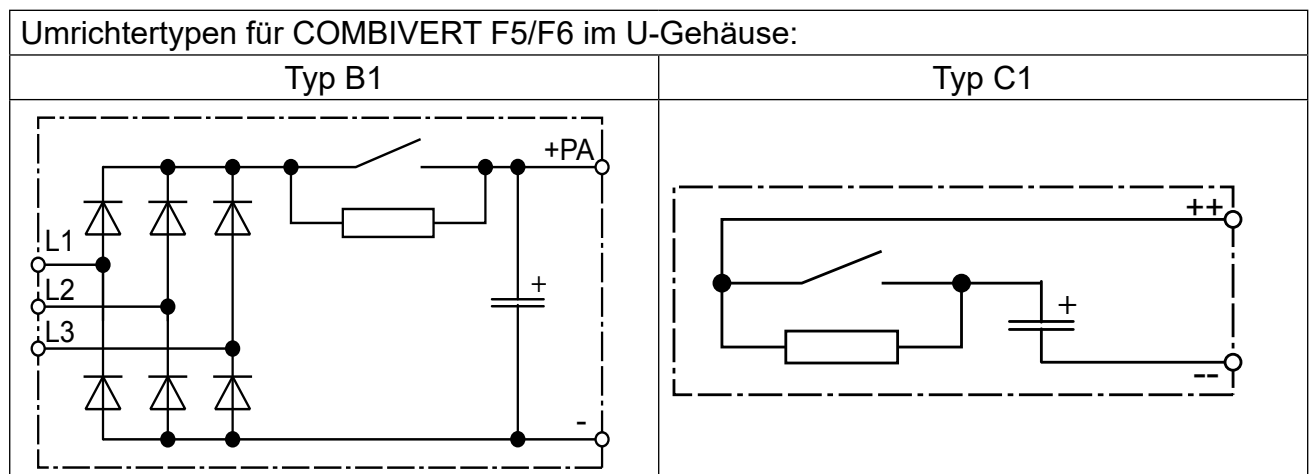 Umrichtertypen für COMBIVERT F5/F6 im U-Gehäuse:
Typ B1
Typ C1
+PA
L1
L2
L3
+
-
++
+
--